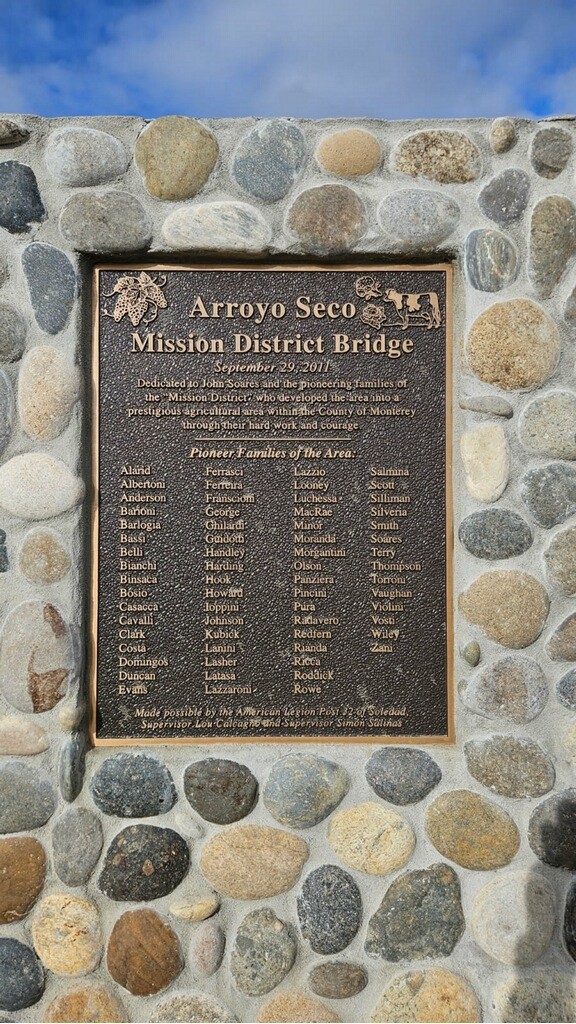 Arroyo Seco
Mission District Bridge
September 29, 2011
Dedicated to John Soares and the pioneering families of
the "Mission District" who developed the area into a
prestigious agricultural area within the County of Monterey
through their hard work and courage
Pioneer Families of the Area:
Alarid
Albertoni
Anderson
Barioni
Barlogia
Bassi
Belli
Bianchi
Binsaca
Bosio
Casacca
Cavalli
Clark
Costa
Domingos
Duncan
Evans
Ferrasci
Ferreira
Franscioni
George
Ghilardi
Guidotti
Handley
Harding
Hook
Howard
Ioppini
Johnson
Kubick
Lanini
Lasher
Latasa
Lazzaroni
Lazzio
Looney
Luchessa
MacRae
Minor
Moranda
Morgantini
Olson
Panziera
Pincini
Pura
Radavero
Redfern
Rianda
Ricca
Roddick
Rowe
Salmina
Scott
Silliman
Silveria
Smith
Soares
Terry
Thompson
Torroni
Vaughan
Violini
Vosti
Wiley
Zani
Made possible by the American Legion Post 32 of Soledad,
Supervisor Lou Calcagno and Supervisor Simon Salinas